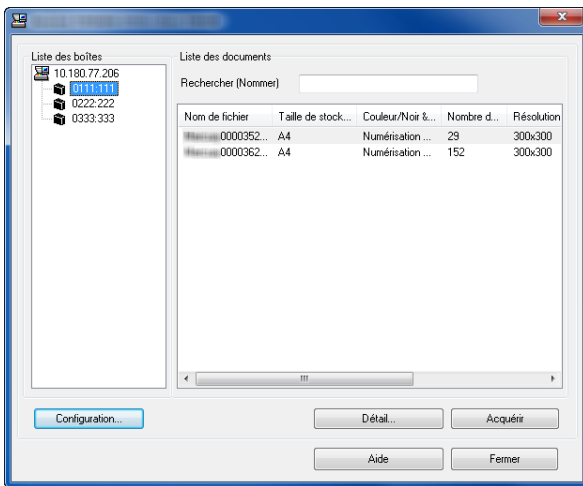 Liste des boîtes
10.180.77.206
0111:111
0222:222
0333:333
Liste des documents
Rechercher (Nommer)
Nom de fichier Taille de stock... Couleur/Noir &... Nombre d... Résolution
0000352... A4 Numérisation ... 29 300x300
0000362... A4 Numérisation ... 152 300x300
Configuration... Détail... Acquérir
Aide Fermer